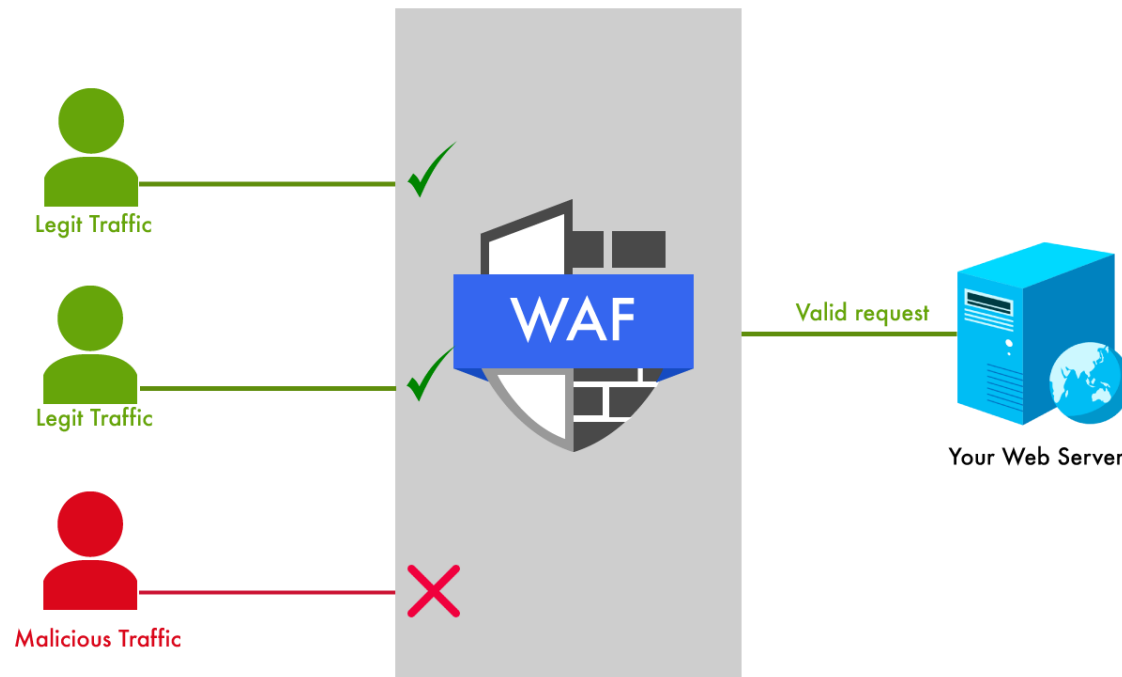 Legit Traffic
Legit Traffic
Malicious Traffic
WAF
Valid request
Your Web Server